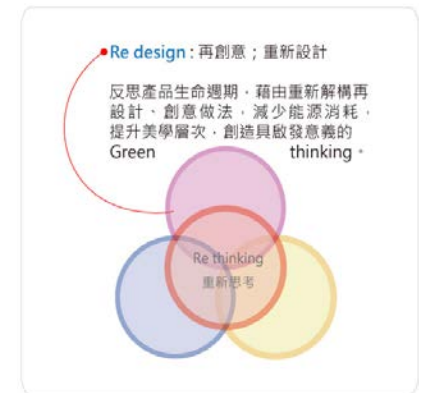 Re design : 再創意；重新設計
反思產品生命週期，藉由重新解構再
設計、創意做法，減少能源消耗，
提升美學層次，創造具啟發意義的
Green thinking。
Re thinking
重新思考